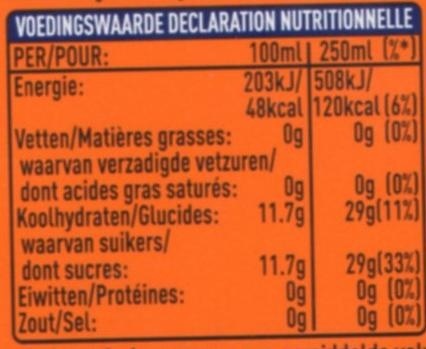 VOEDINGSWAARDE DECLARATION NUTRITIONNELLE
PER/POUR: 100ml 250ml (%*)
Energie: 203kJ/ 508kJ/
48kcal 120kcal (6%)
Vetten/Matières grasses: 0g 0g (0%)
waarvan verzadigde vetzuren/
dont acides gras saturés: 0g 0g (0%)
Koolhydraten/Glucides: 11.7g 29g(11%)
waarvan suikers/
dont sucres: 11.7g 29g(33%)
Eiwitten/Protéines: 0g 0g (0%)
Zout/Sel: 0g 0g (0%)